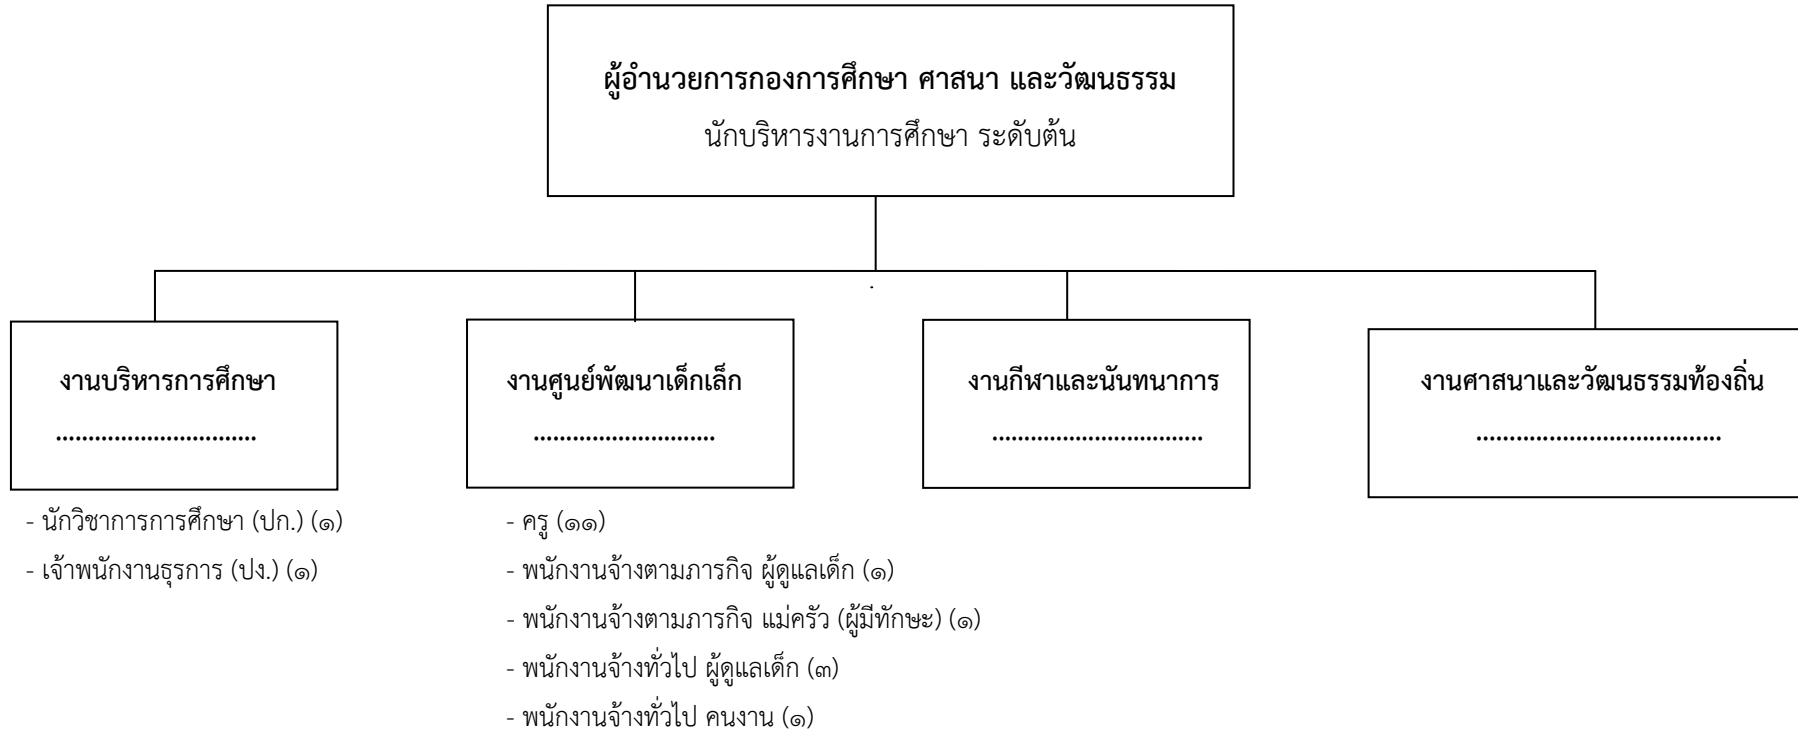 ผู้อำนวยการกองการศึกษา ศาสนา และวัฒนธรรม
นักบริหารงานการศึกษา ระดับต้น
งานบริหารการศึกษา
...............................
งานศูนย์พัฒนาเด็กเล็ก
............................
งานกีฬาและนันทนาการ
.................................
งานศาสนาและวัฒนธรรมท้องถิ่น
......................................
- นักวิชาการการศึกษา (ปก.) (๑)
- เจ้าพนักงานธุรการ (ปง.) (๑)
- ครู (๑๑)
- พนักงานจ้างตามภารกิจ ผู้ดูแลเด็ก (๑)
- พนักงานจ้างตามภารกิจ แม่ครัว (ผู้มีทักษะ) (๑)
- พนักงานจ้างทั่วไป ผู้ดูแลเด็ก (๓)
- พนักงานจ้างทั่วไป คนงาน (๑)